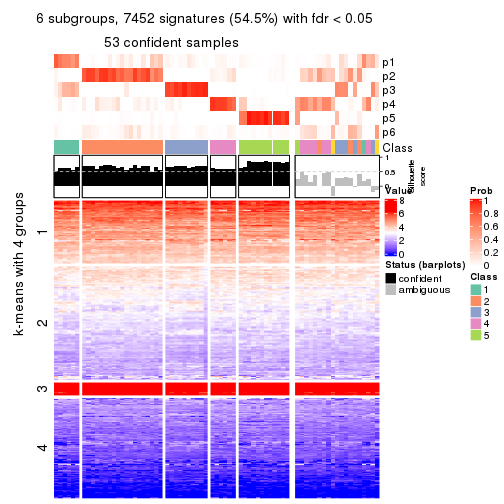 6 subgroups, 7452 signatures (54.5%) with fdr < 0.05
53 confident samples
p1
p2
p3
p4
p5
p6
Class
1
0.5
0
Silhouette
score
k-means with 4 groups
1
2
3
4
Value
8
6
4
2
0
Status (barplots)
confident
ambiguous
Prob
1
0.8
0.6
0.4
0.2
0
Class
1
2
3
4
5